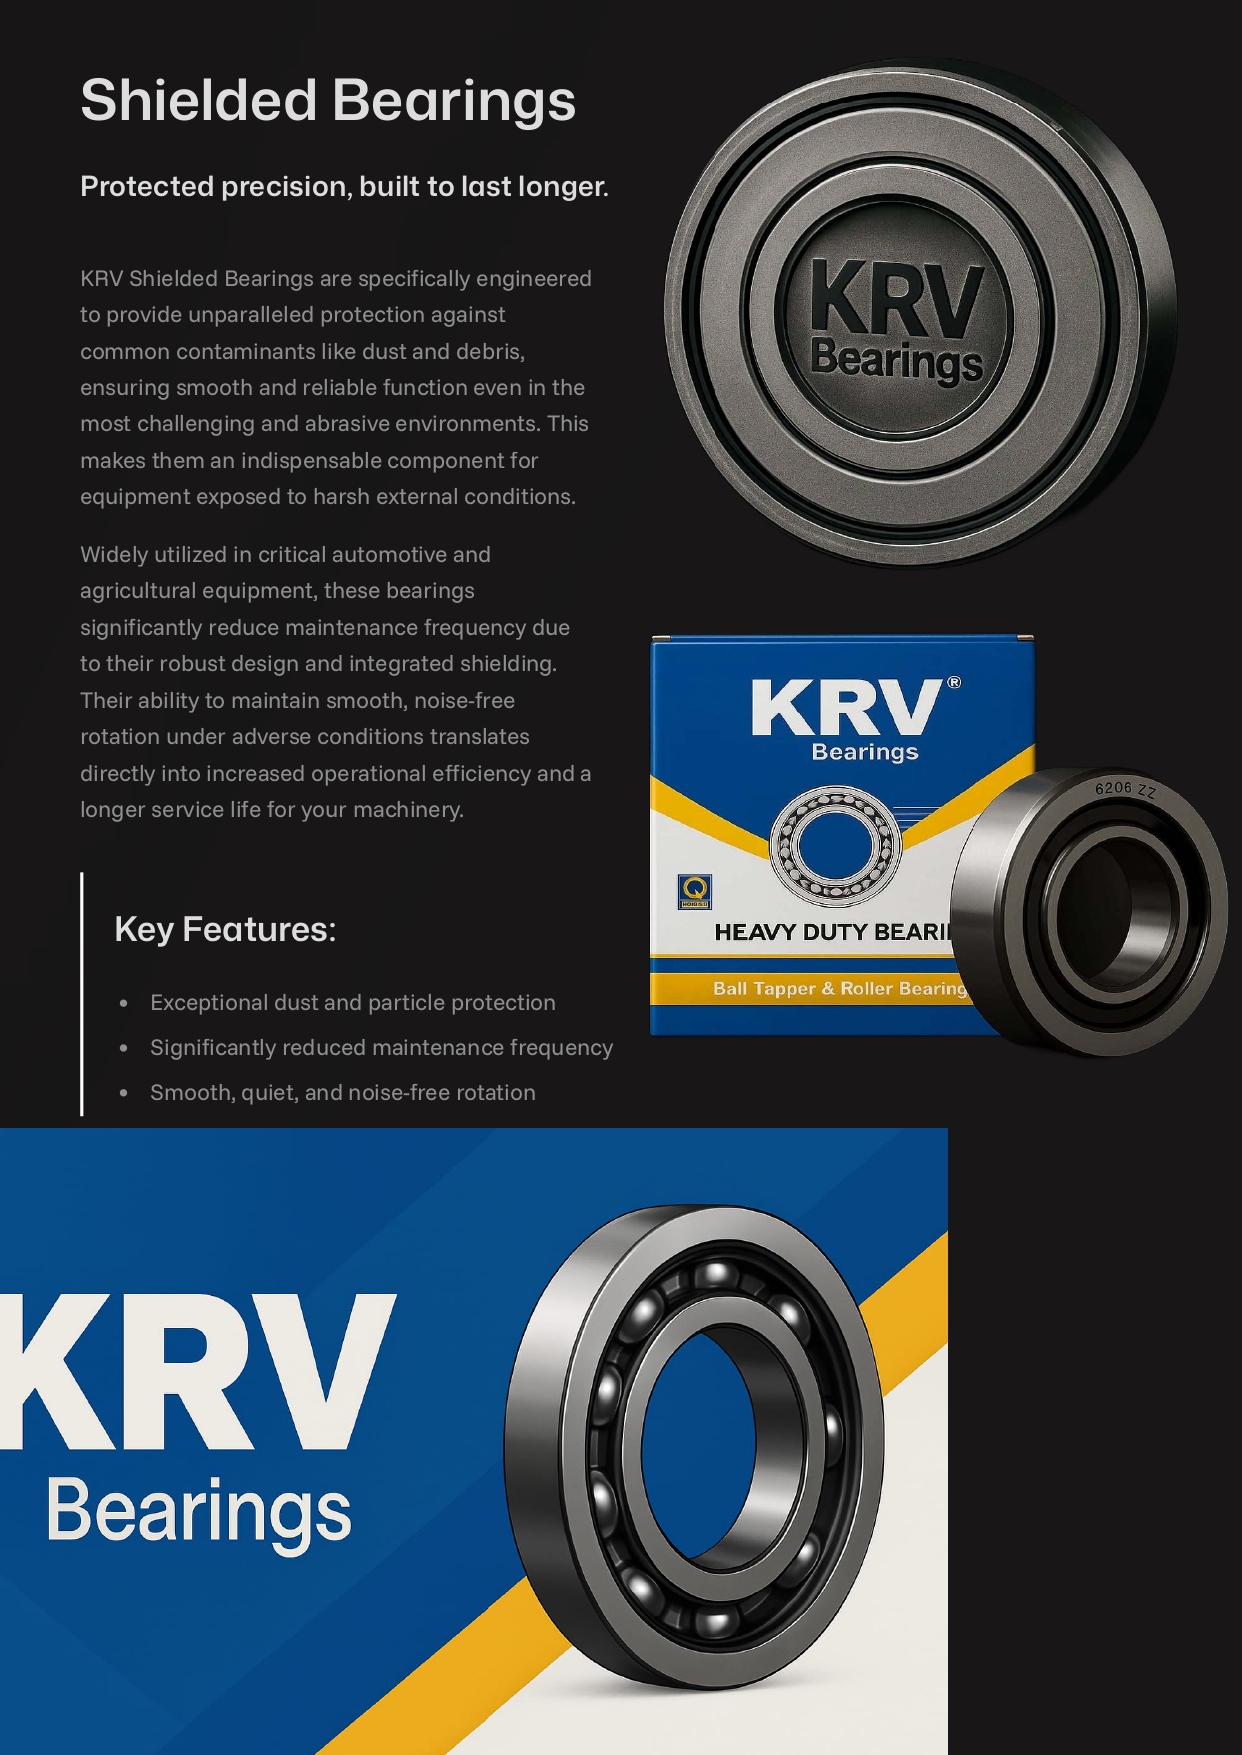 Shielded Bearings
Protected precision, built to last longer.
KRV Shielded Bearings are specifically engineered
to provide unparalleled protection against
common contaminants like dust and debris,
ensuring smooth and reliable function even in the
most challenging and abrasive environments. This
makes them an indispensable component for
equipment exposed to harsh external conditions.
Widely utilized in critical automotive and
agricultural equipment, these bearings
significantly reduce maintenance frequency due
to their robust design and integrated shielding.
Their ability to maintain smooth, noise-free
rotation under adverse conditions translates
directly into increased operational efficiency and a
longer service life for your machinery.
Key Features:
• Exceptional dust and particle protection
• Significantly reduced maintenance frequency
• Smooth, quiet, and noise-free rotation
KRV
Bearings
KRV®
Bearings
HEAVY DUTY BEARI
Ball Tapper & Roller Bearing
6206 ZZ
KRV
Bearings